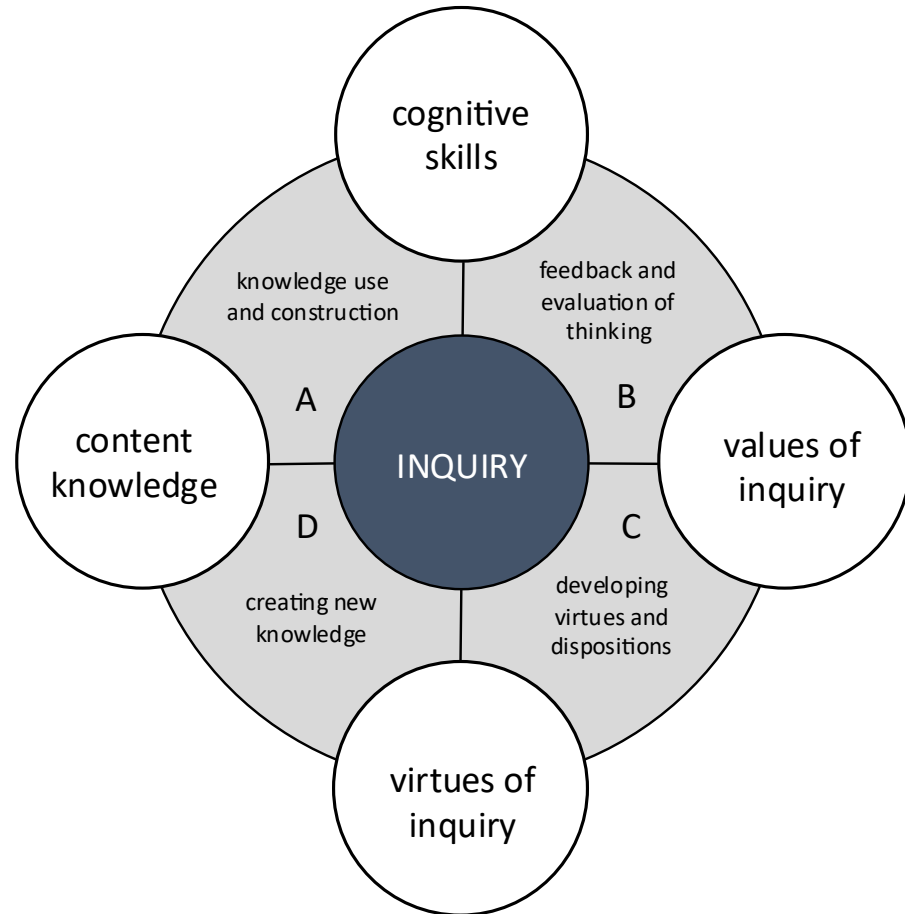 cognitive
skills
knowledge use
and construction
feedback and
evaluation of
thinking
A
B
content
knowledge
INQUIRY
values of
inquiry
D
C
creating new
knowledge
developing
virtues and
dispositions
virtues of
inquiry